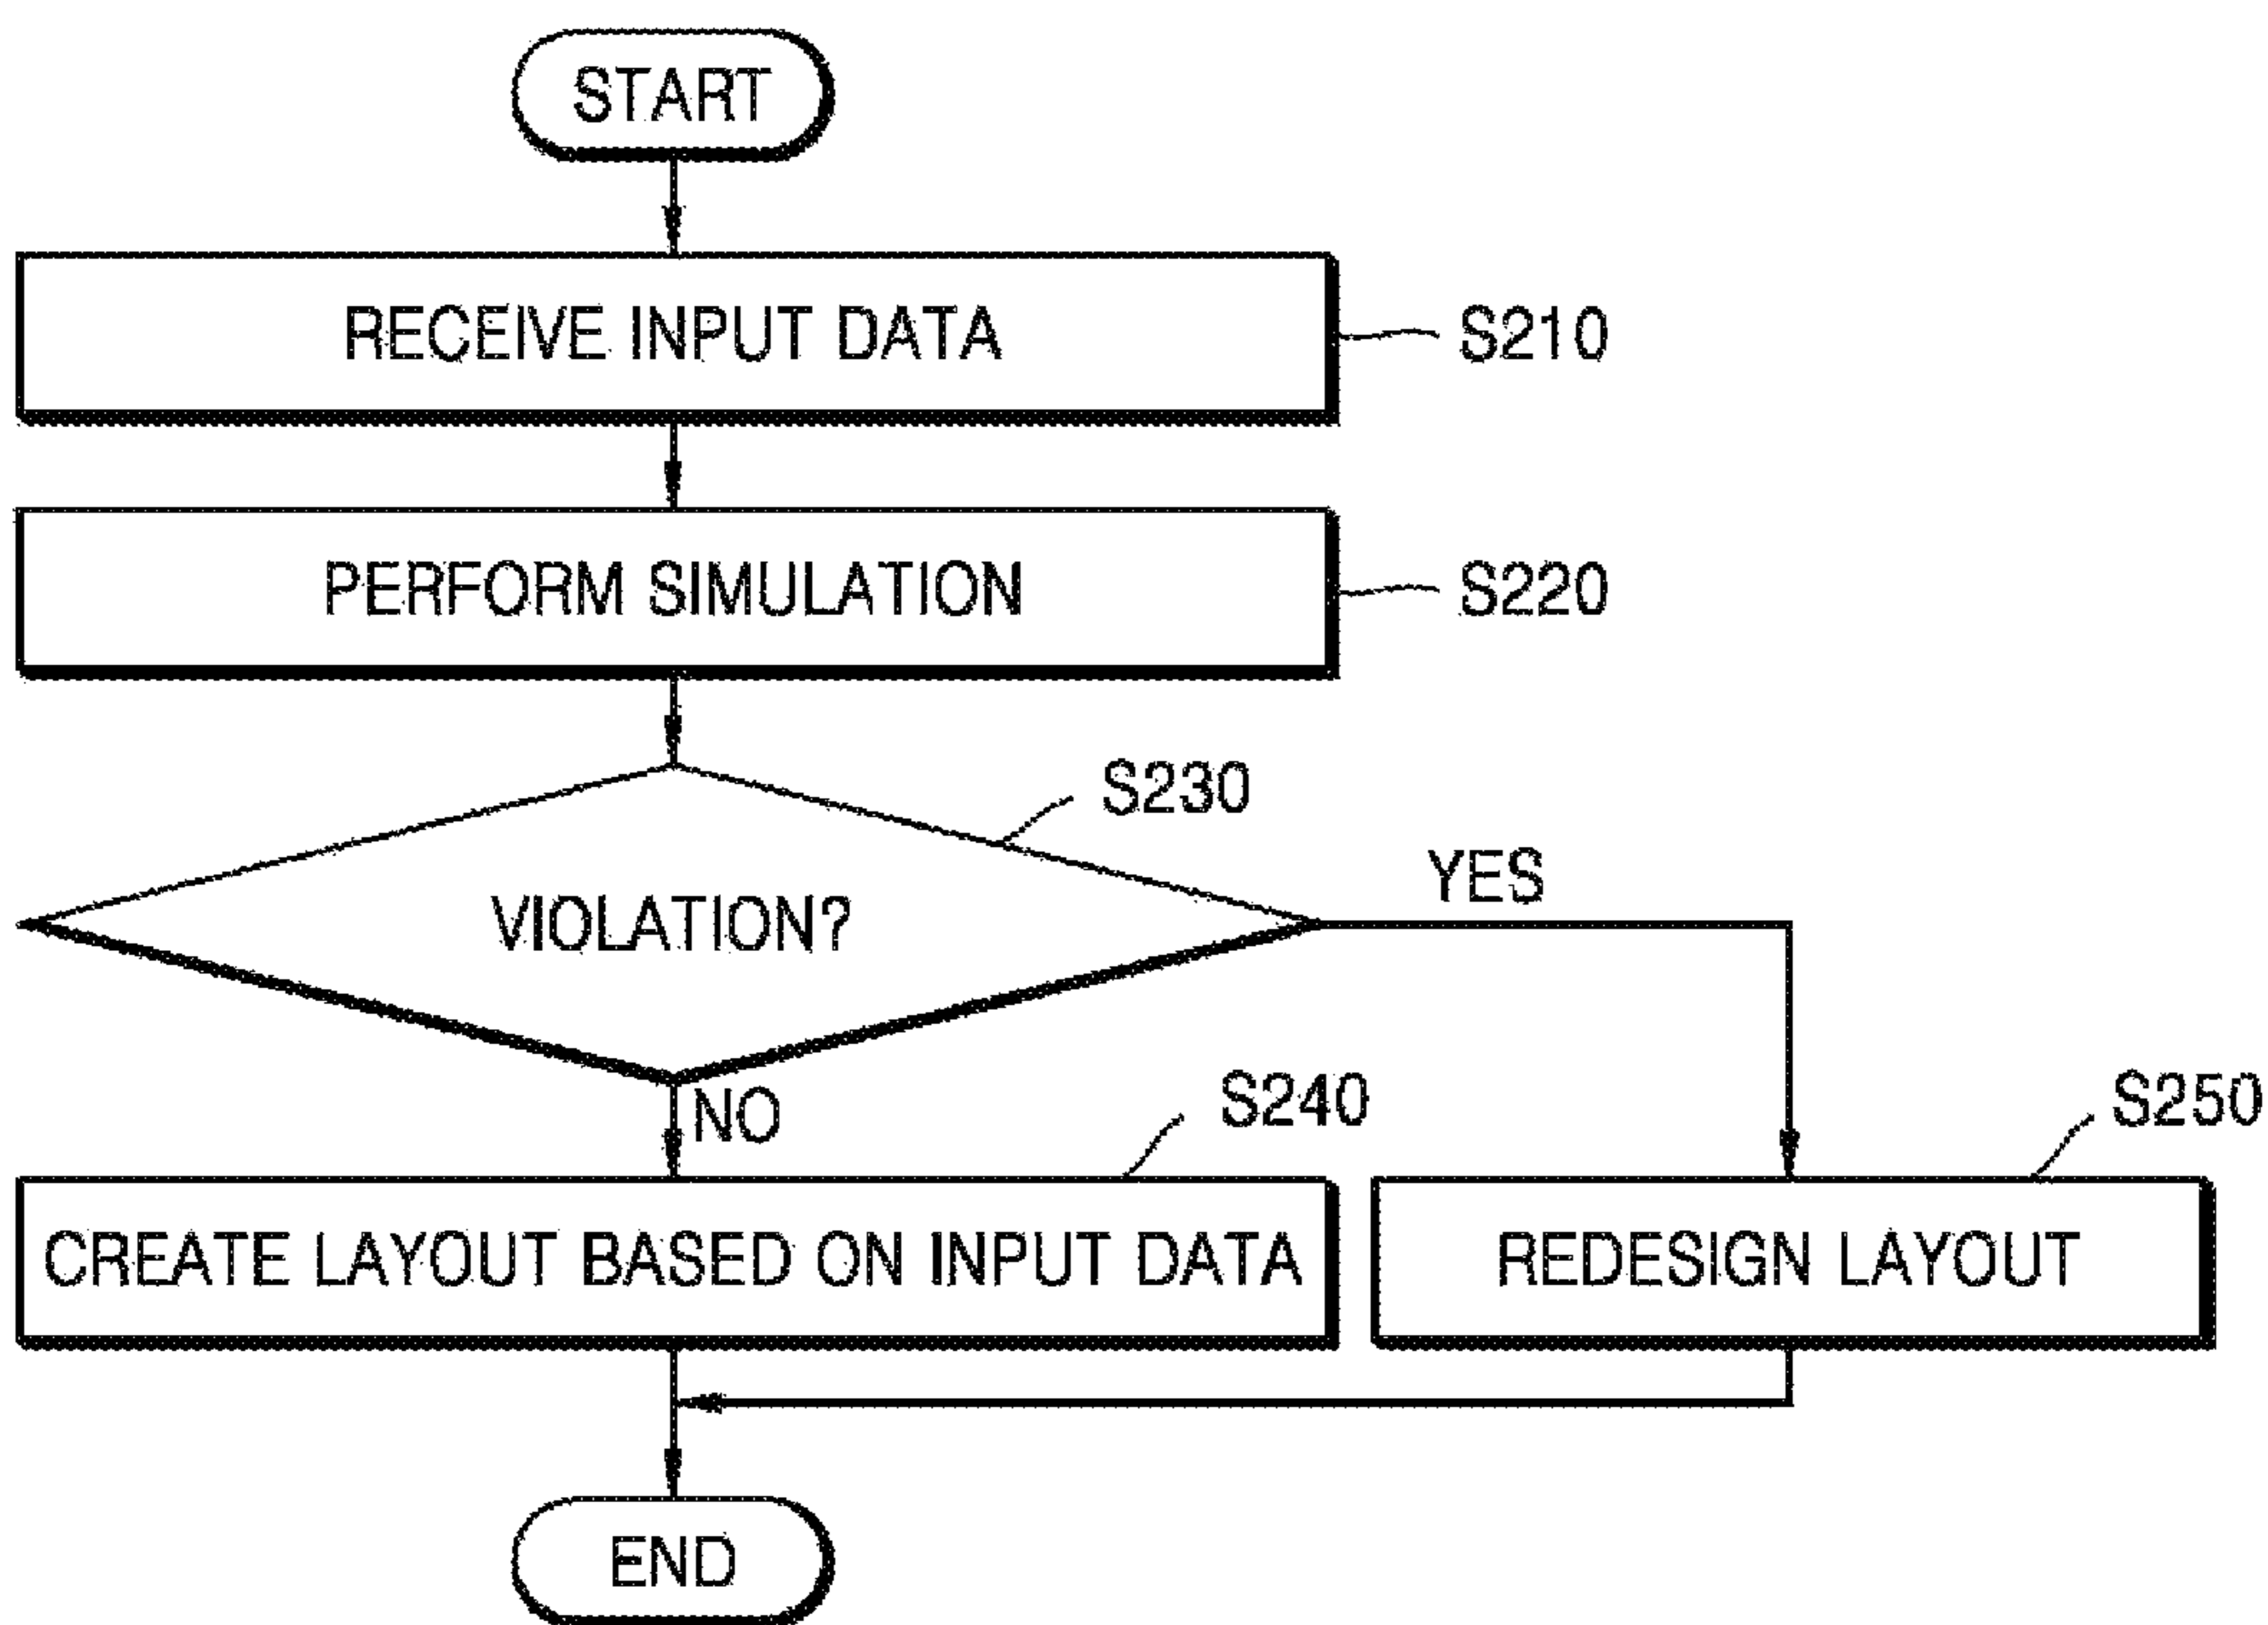 START
RECEIVE INPUT DATA
S210
PERFORM SIMULATION
S220
S230
VIOLATION?
YES
NO
S240
S250
CREATE LAYOUT BASED ON INPUT DATA
REDESIGN LAYOUT
END